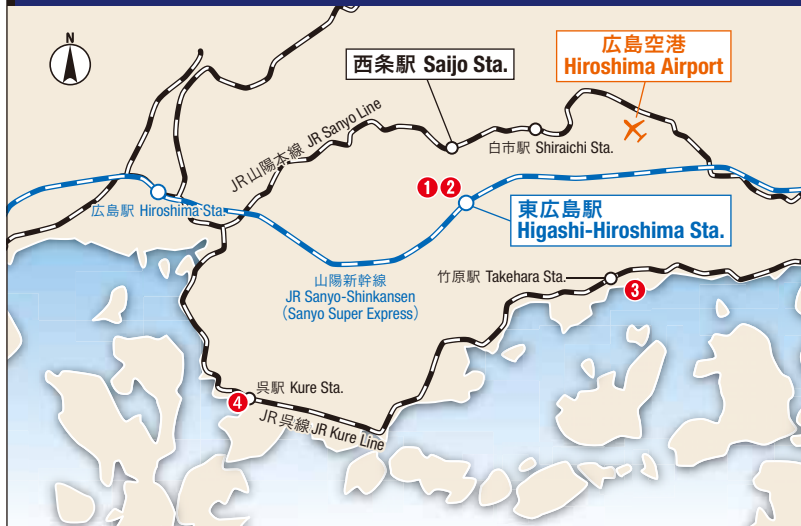 N
広島空港
Hiroshima Airport
西条駅 Saijo Sta.
JR山陽本線 JR Sanyo Line
白市駅 Shiraichi Sta.
1 2
広島駅 Hiroshima Sta.
東広島駅
Higashi-Hiroshima Sta.
山陽新幹線
JR Sanyo-Shinkansen
(Sanyo Super Express)
竹原駅 Takehara Sta.
3
呉駅 Kure Sta.
4
JR呉線 JR Kure Line